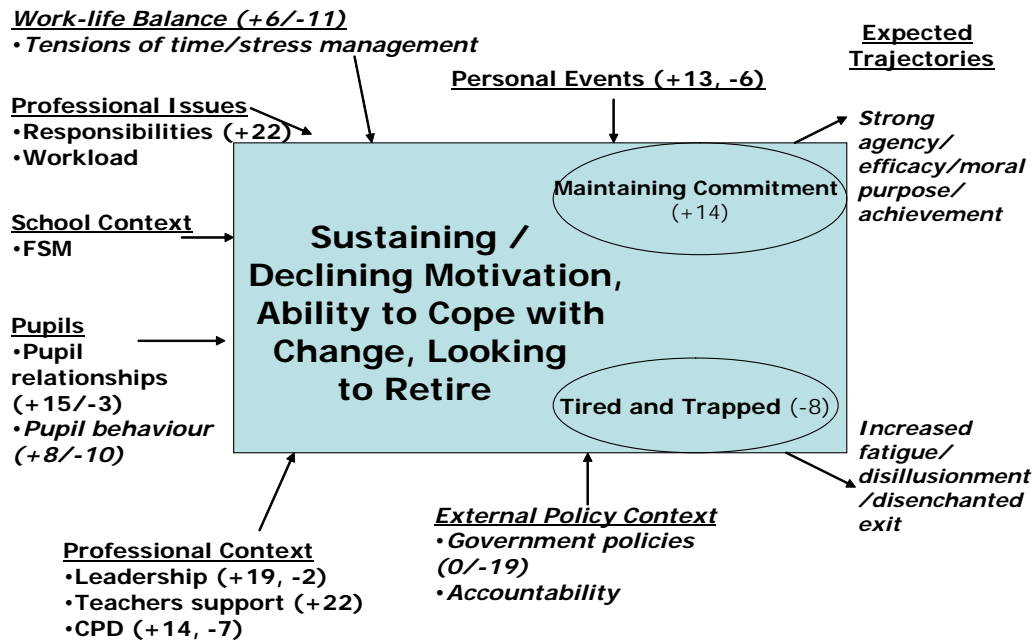 Work-life Balance (+6/-11)
•Tensions of time/stress management
Expected
Trajectories
Personal Events (+13, -6)
Professional Issues
•Responsibilities (+22)
•Workload
Strong
agency/
efficacy/moral
purpose/
achievement
Maintaining Commitment
(+14)
School Context
•FSM
Sustaining /
Declining Motivation,
Ability to Cope with
Change, Looking
to Retire
Pupils
•Pupil
relationships
(+15/-3)
•Pupil behaviour
(+8/-10)
Tired and Trapped (-8)
Increased
fatigue/
disillusionment
/disenchanted
exit
External Policy Context
•Government policies
(0/-19)
•Accountability
Professional Context
•Leadership (+19, -2)
•Teachers support (+22)
•CPD (+14, -7)